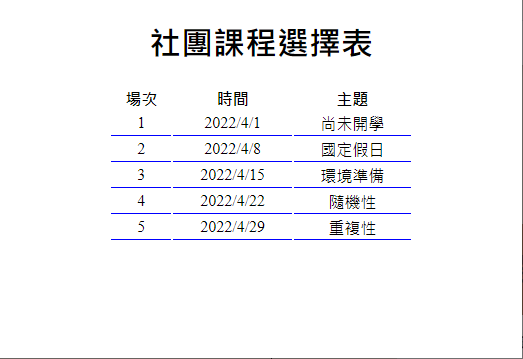 社團課程選擇表
場次 時間 主題
1 2022/4/1 尚未開學
2 2022/4/8 國定假日
3 2022/4/15 環境準備
4 2022/4/22 隨機性
5 2022/4/29 重複性